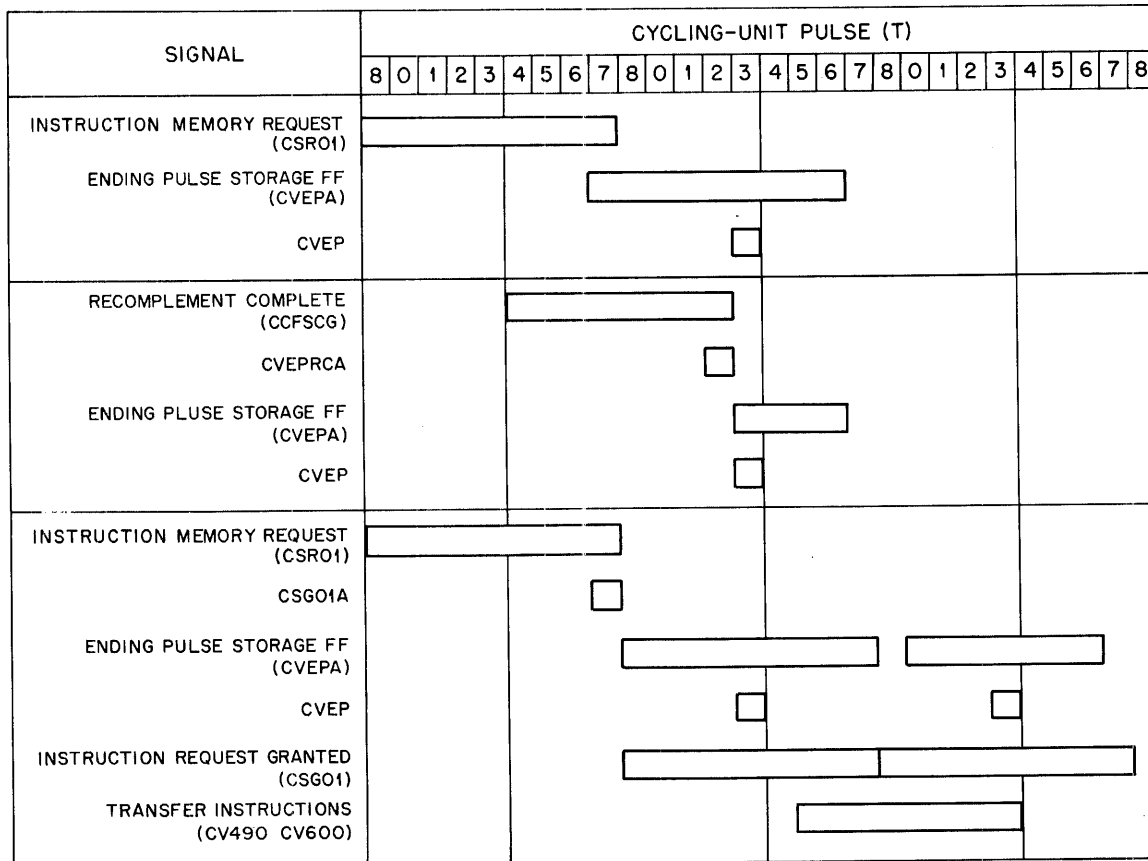 SIGNAL
CYCLING-UNIT PULSE (T)
8 0 1 2 3 4 5 6 7 8 0 1 2 3 4 5 6 7 8 0 1 2 3 4 5 6 7 8
INSTRUCTION MEMORY REQUEST
(CSR01)
ENDING PULSE STORAGE FF
(CVEPA)
CVEP
RECOMPLEMENT COMPLETE
(CCFSCG)
CVEPRCA
ENDING PLUSE STORAGE FF
(CVEPA)
CVEP
INSTRUCTION MEMORY REQUEST
(CSR01)
CSG01A
ENDING PULSE STORAGE FF
(CVEPA)
CVEP
INSTRUCTION REQUEST GRANTED
(CSG01)
TRANSFER INSTRUCTIONS
(CV490 CV600)